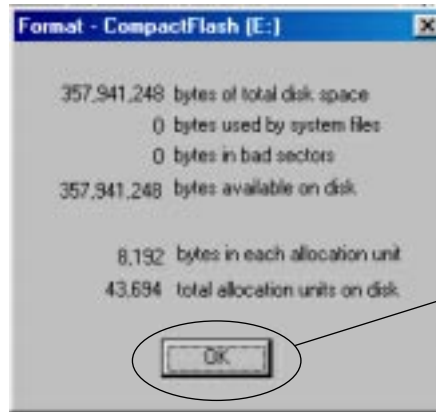 Format - CompactFlash (E:)
357,941,248 bytes of total disk space
0 bytes used by system files
0 bytes in bad sectors
357,941,248 bytes available on disk
8,192 bytes in each allocation unit
43,694 total allocation units on disk
OK